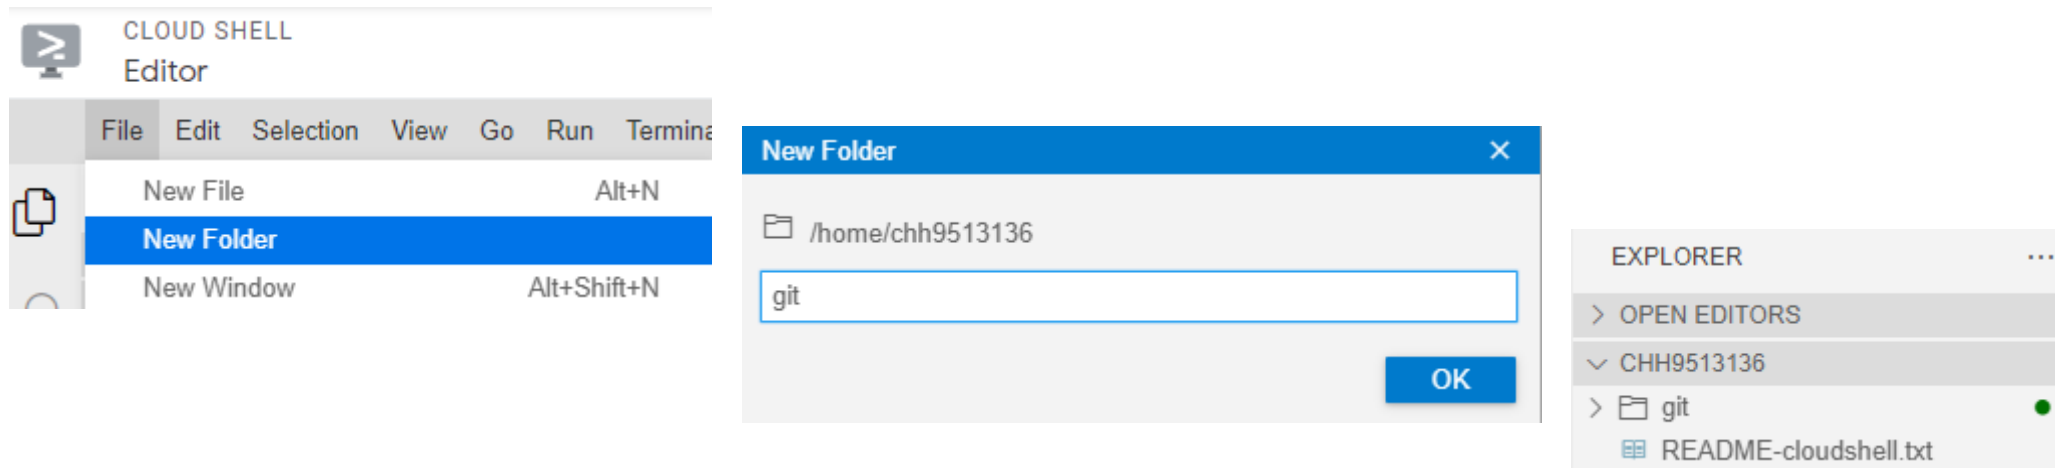 CLOUD SHELL
Editor
File Edit Selection View Go Run Termina
New File Alt+N
New Folder
New Window Alt+Shift+N
New Folder
/home/chh9513136
git
OK
EXPLORER
OPEN EDITORS
CHH9513136
git
README-cloudshell.txt